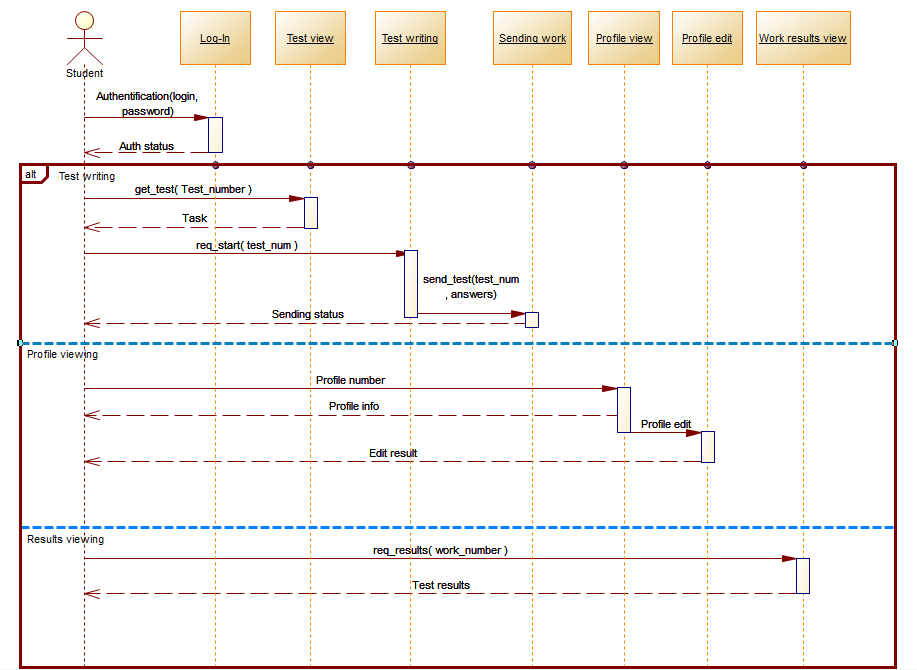 Student
Log-In
Test view
Test writing
Sending work
Profile view
Profile edit
Work results view
Authentification(login,
password)
Auth status
alt
Test writing
get_test( Test_number )
Task
req_start( test_num )
send_test(test_num
, answers)
Sending status
Profile viewing
Profile number
Profile info
Profile edit
Edit result
Results viewing
req_results( work_number )
Test results